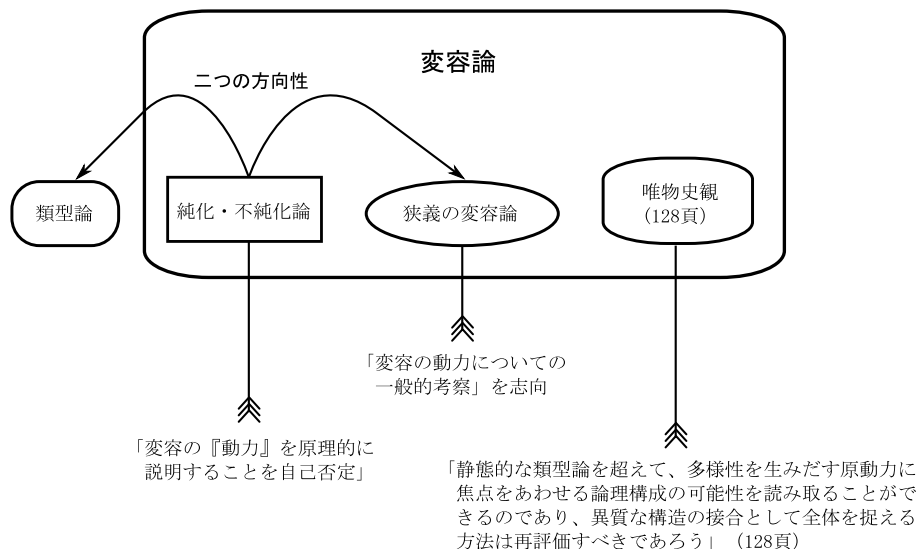 変容論
二つの方向性
類型論
純化・不純化論
狭義の変容論
唯物史観
（128頁）
「変容の動力についての
一般的考察」を志向
「変容の『動力』を原理的に
説明することを自己否定」
「静態的な類型論を超えて、多様性を生みだす原動力に
焦点をあわせる論理構成の可能性を読み取ることがで
きるのであり、異質な構造の接合として全体を捉える
方法は再評価すべきであろう」（128頁）